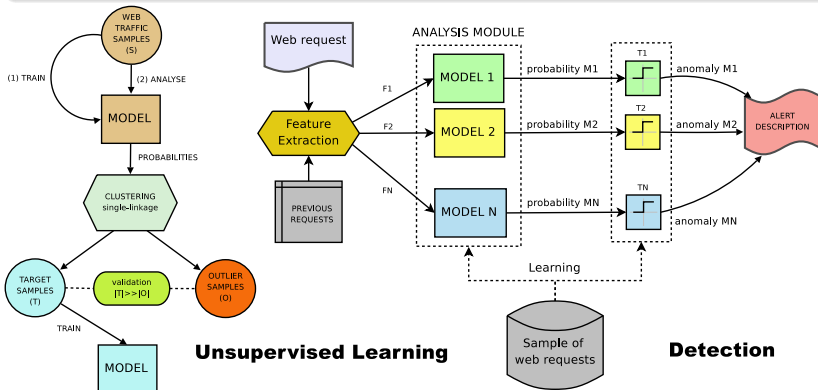 WEB
TRAFFIC
SAMPLES
(S)
(1) TRAIN
(2) ANALYSE
MODEL
PROBABILITIES
CLUSTERING
single-linkage
TARGET
SAMPLES
(T)
validation
|T|>>|O|
OUTLIER
SAMPLES
(O)
TRAIN
MODEL
Unsupervised Learning
Web request
Feature
Extraction
PREVIOUS
REQUESTS
F1
F2
FN
ANALYSIS MODULE
MODEL 1
MODEL 2
MODEL N
probability M1
probability M2
probability MN
T1
T2
TN
anomaly M1
anomaly M2
anomaly MN
ALERT
DESCRIPTION
Learning
Sample of
web requests
Detection